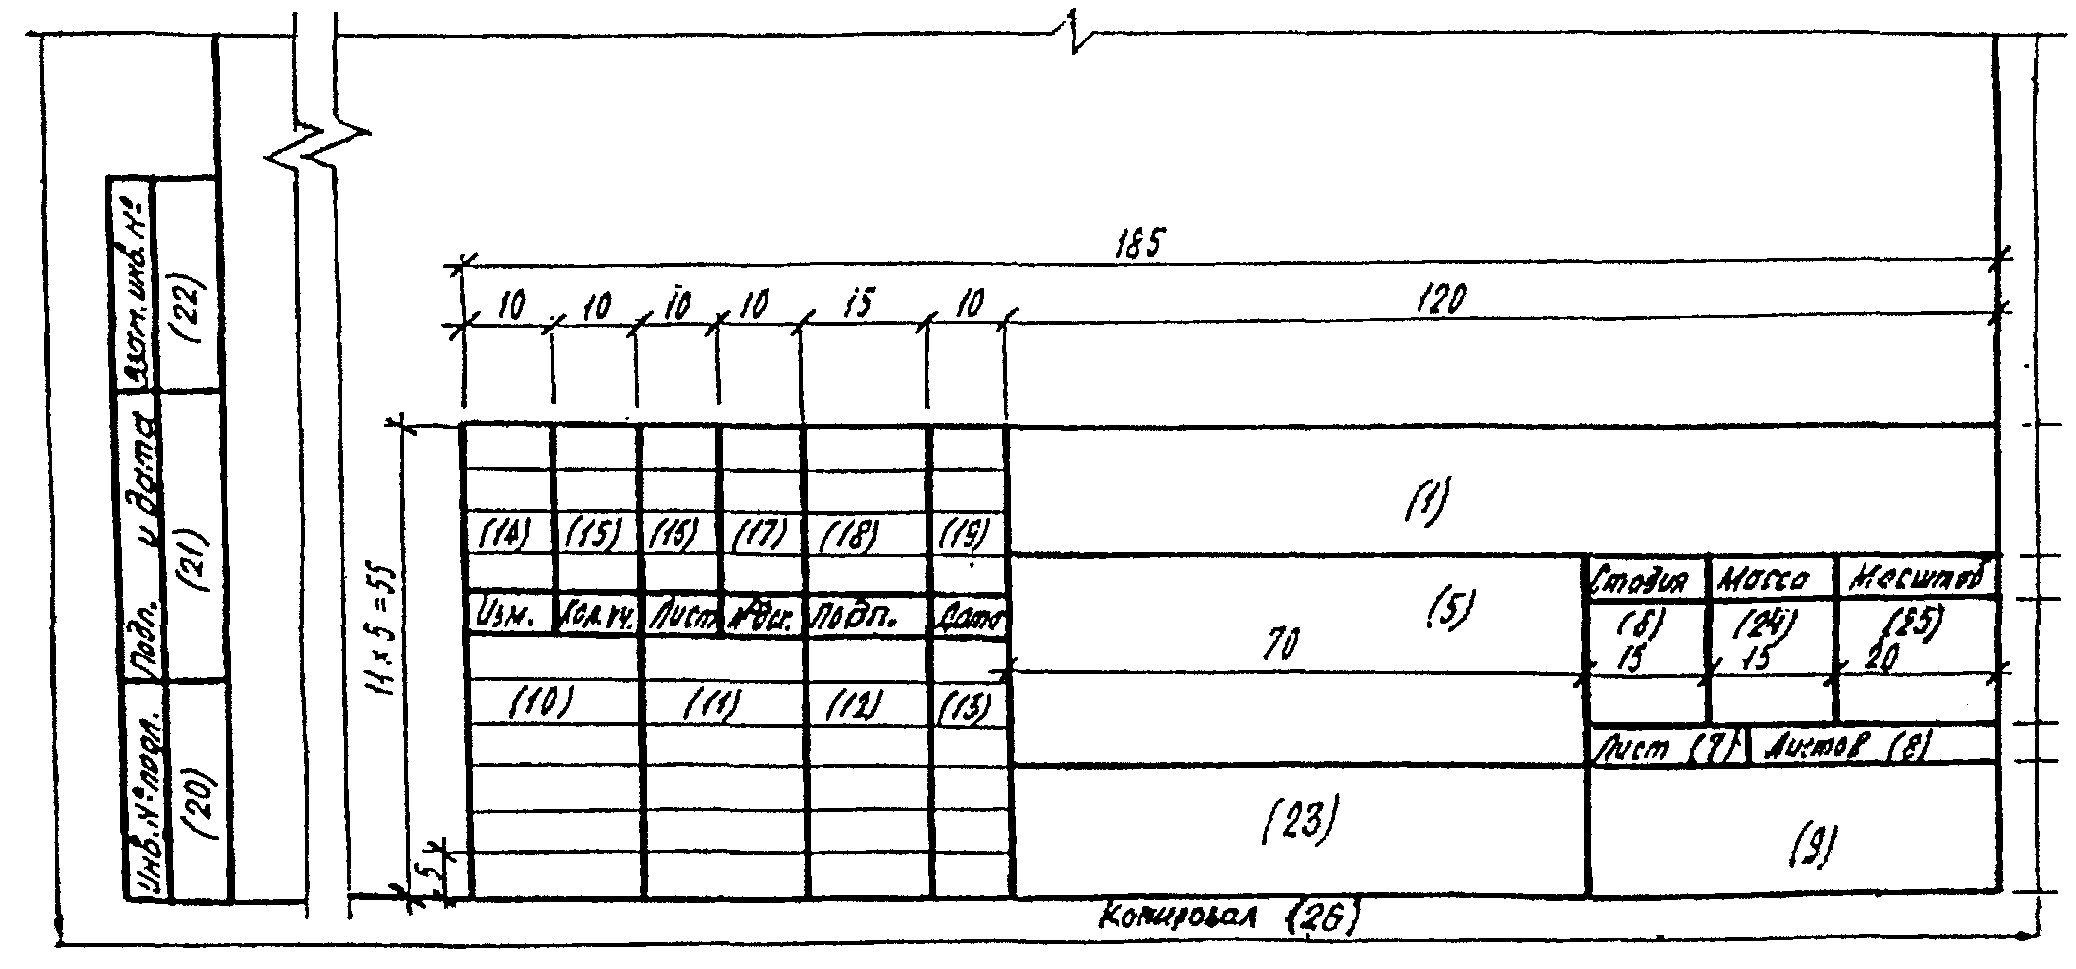 185
10 10 10 10 15 10 120
(1)
(14) (15) (16) (17) (18) (19)
Изм. Кол.уч. Лист №док. Подп. Дата
(5)
Стадия Масса Масштаб
(6) (24) (25)
70 15 15 20
(10) (11) (12) (13)
Лист (7) Листов (8)
(23)
(9)
11 x 5 = 55
5
Взам. инв. №
(22)
Подп. и дата
(21)
Инв. № подл.
(20)
Копировал (26)